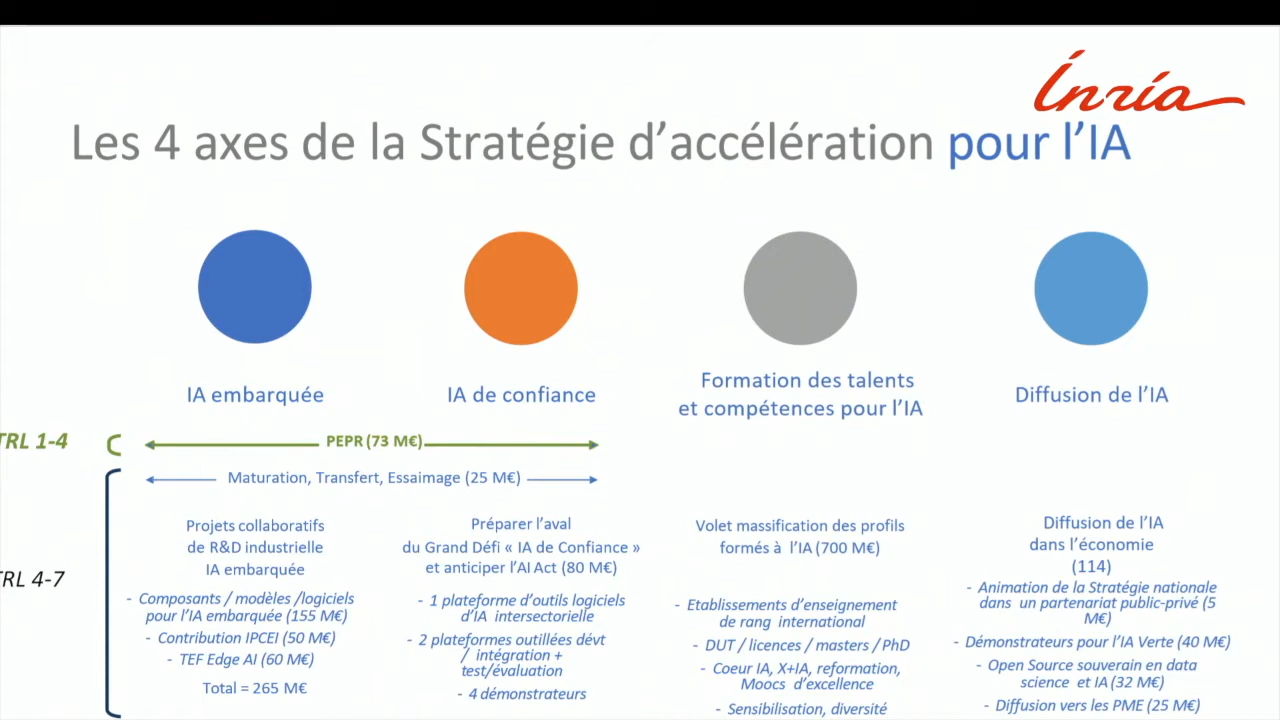 Inría
Les 4 axes de la Stratégie d'accélération pour l'IA
IA embarquée
IA de confiance
Formation des talents
et compétences pour l'IA
Diffusion de l'IA
TRL 1-4
PEPR (73 M€)
Maturation, Transfert, Essaimage (25 M€)
RL 4-7
Projets collaboratifs
de R&D industrielle
IA embarquée
- Composants / modèles /logiciels
pour l'IA embarquée (155 M€)
- Contribution IPCEI (50 M€)
- TEF Edge AI (60 M€)
Total = 265 M€
Préparer l'aval
du Grand Défi « IA de Confiance »
et anticiper l'AI Act (80 M€)
- 1 plateforme d'outils logiciels
d'IA intersectorielle
- 2 plateformes outillées dévt
/ intégration +
test/évaluation
- 4 démonstrateurs
Volet massification des profils
formés à l'IA (700 M€)
- Etablissements d'enseignement
de rang international
- DUT / licences / masters / PhD
- Coeur IA, X+IA, reformation,
Moocs d'excellence
- Sensibilisation, diversité
Diffusion de l'IA
dans l'économie
(114)
- Animation de la Stratégie nationale
dans un partenariat public-privé (5
M€)
- Démonstrateurs pour l'IA Verte (40 M€)
- Open Source souverain en data
science et IA (32 M€)
- Diffusion vers les PME (25 M€)